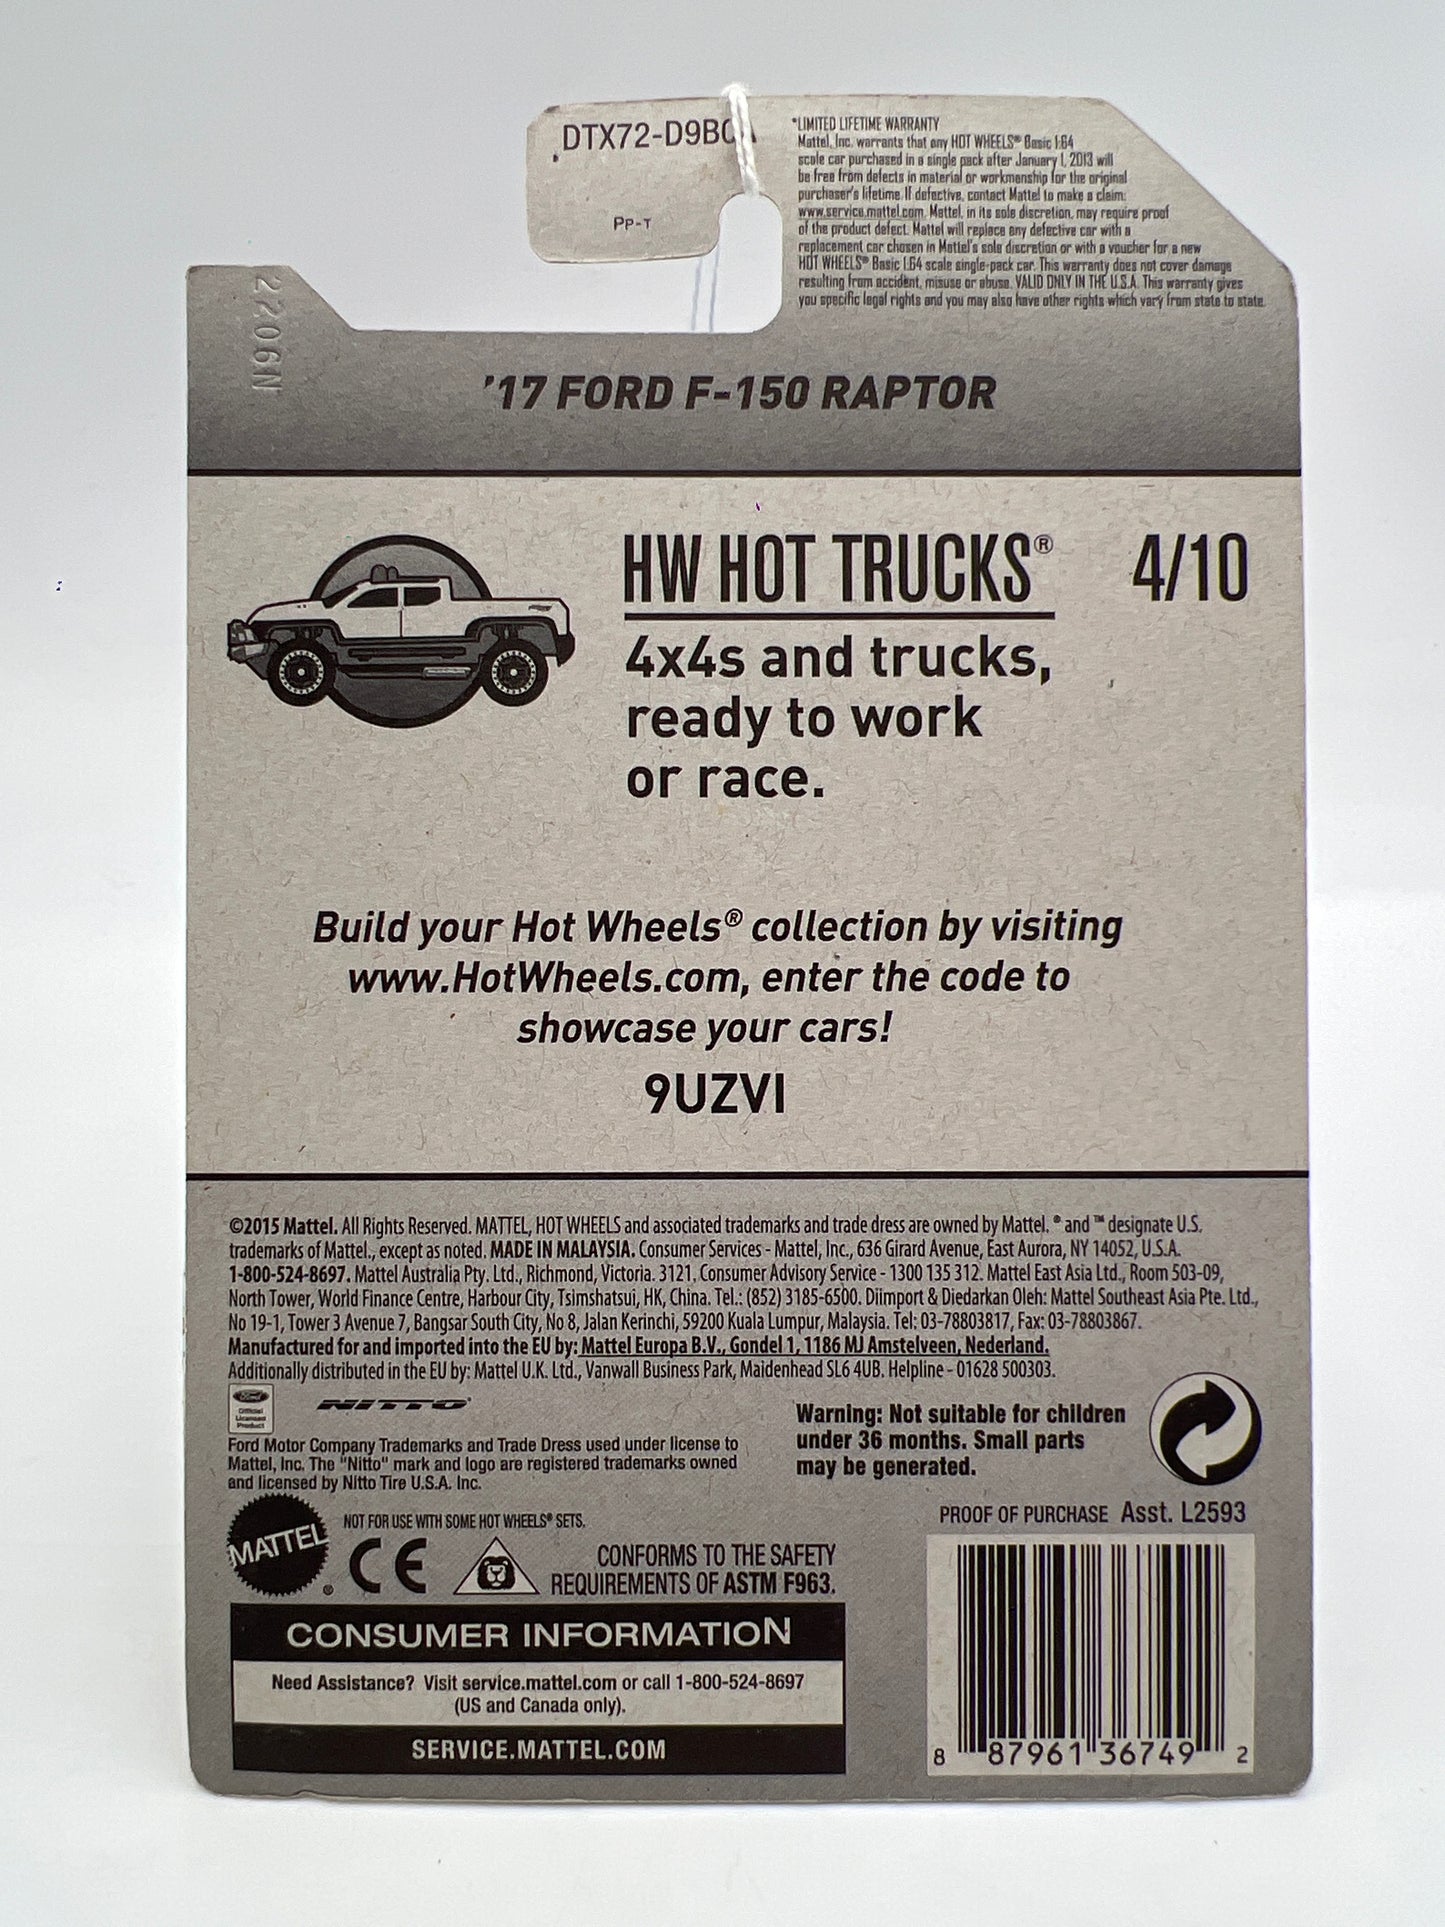 DTX72-D9B0
PP-T
*LIMITED LIFETIME WARRANTY
Mattel, Inc. warrants that any HOT WHEELS® Basic 1:64
scale car purchased in a single pack after January 1, 2013 will
be free from defects in material or workmanship for the original
purchaser's lifetime. If defective, contact Mattel to make a claim:
www.service.mattel.com. Mattel, in its sole discretion, may require proof
of the product defect. Mattel will replace any defective car with a
replacement car chosen in Mattel's sole discretion or with a voucher for a new
HOT WHEELS® Basic 1:64 scale single-pack car. This warranty does not cover damage
resulting from accident, misuse or abuse. VALID ONLY IN THE U.S.A. This warranty gives
you specific legal rights and you may also have other rights which vary from state to state.
2206N
'17 FORD F-150 RAPTOR
HW HOT TRUCKS® 4/10
4x4s and trucks,
ready to work
or race.
Build your Hot Wheels® collection by visiting
www.HotWheels.com, enter the code to
showcase your cars!
9UZVI
©2015 Mattel. All Rights Reserved. MATTEL, HOT WHEELS and associated trademarks and trade dress are owned by Mattel. ® and ™ designate U.S.
trademarks of Mattel., except as noted. MADE IN MALAYSIA. Consumer Services - Mattel, Inc., 636 Girard Avenue, East Aurora, NY 14052, U.S.A.
1-800-524-8697. Mattel Australia Pty. Ltd., Richmond, Victoria. 3121. Consumer Advisory Service - 1300 135 312. Mattel East Asia Ltd., Room 503-09,
North Tower, World Finance Centre, Harbour City, Tsimshatsui, HK, China. Tel.: (852) 3185-6500. Diimport & Diedarkan Oleh: Mattel Southeast Asia Pte. Ltd.,
No 19-1, Tower 3 Avenue 7, Bangsar South City, No 8, Jalan Kerinchi, 59200 Kuala Lumpur, Malaysia. Tel: 03-78803817, Fax: 03-78803867.
Manufactured for and imported into the EU by: Mattel Europa B.V., Gondel 1, 1186 MJ Amstelveen, Nederland.
Additionally distributed in the EU by: Mattel U.K. Ltd., Vanwall Business Park, Maidenhead SL6 4UB. Helpline - 01628 500303.
Ford
Official
Licensed
Product
NITTO
Ford Motor Company Trademarks and Trade Dress used under license to
Mattel, Inc. The "Nitto" mark and logo are registered trademarks owned
and licensed by Nitto Tire U.S.A. Inc.
Warning: Not suitable for children
under 36 months. Small parts
may be generated.
MATTEL®
NOT FOR USE WITH SOME HOT WHEELS® SETS.
CE
CONFORMS TO THE SAFETY
REQUIREMENTS OF ASTM F963.
PROOF OF PURCHASE Asst. L2593
CONSUMER INFORMATION
Need Assistance? Visit service.mattel.com or call 1-800-524-8697
(US and Canada only).
SERVICE.MATTEL.COM
8 87961 36749 2